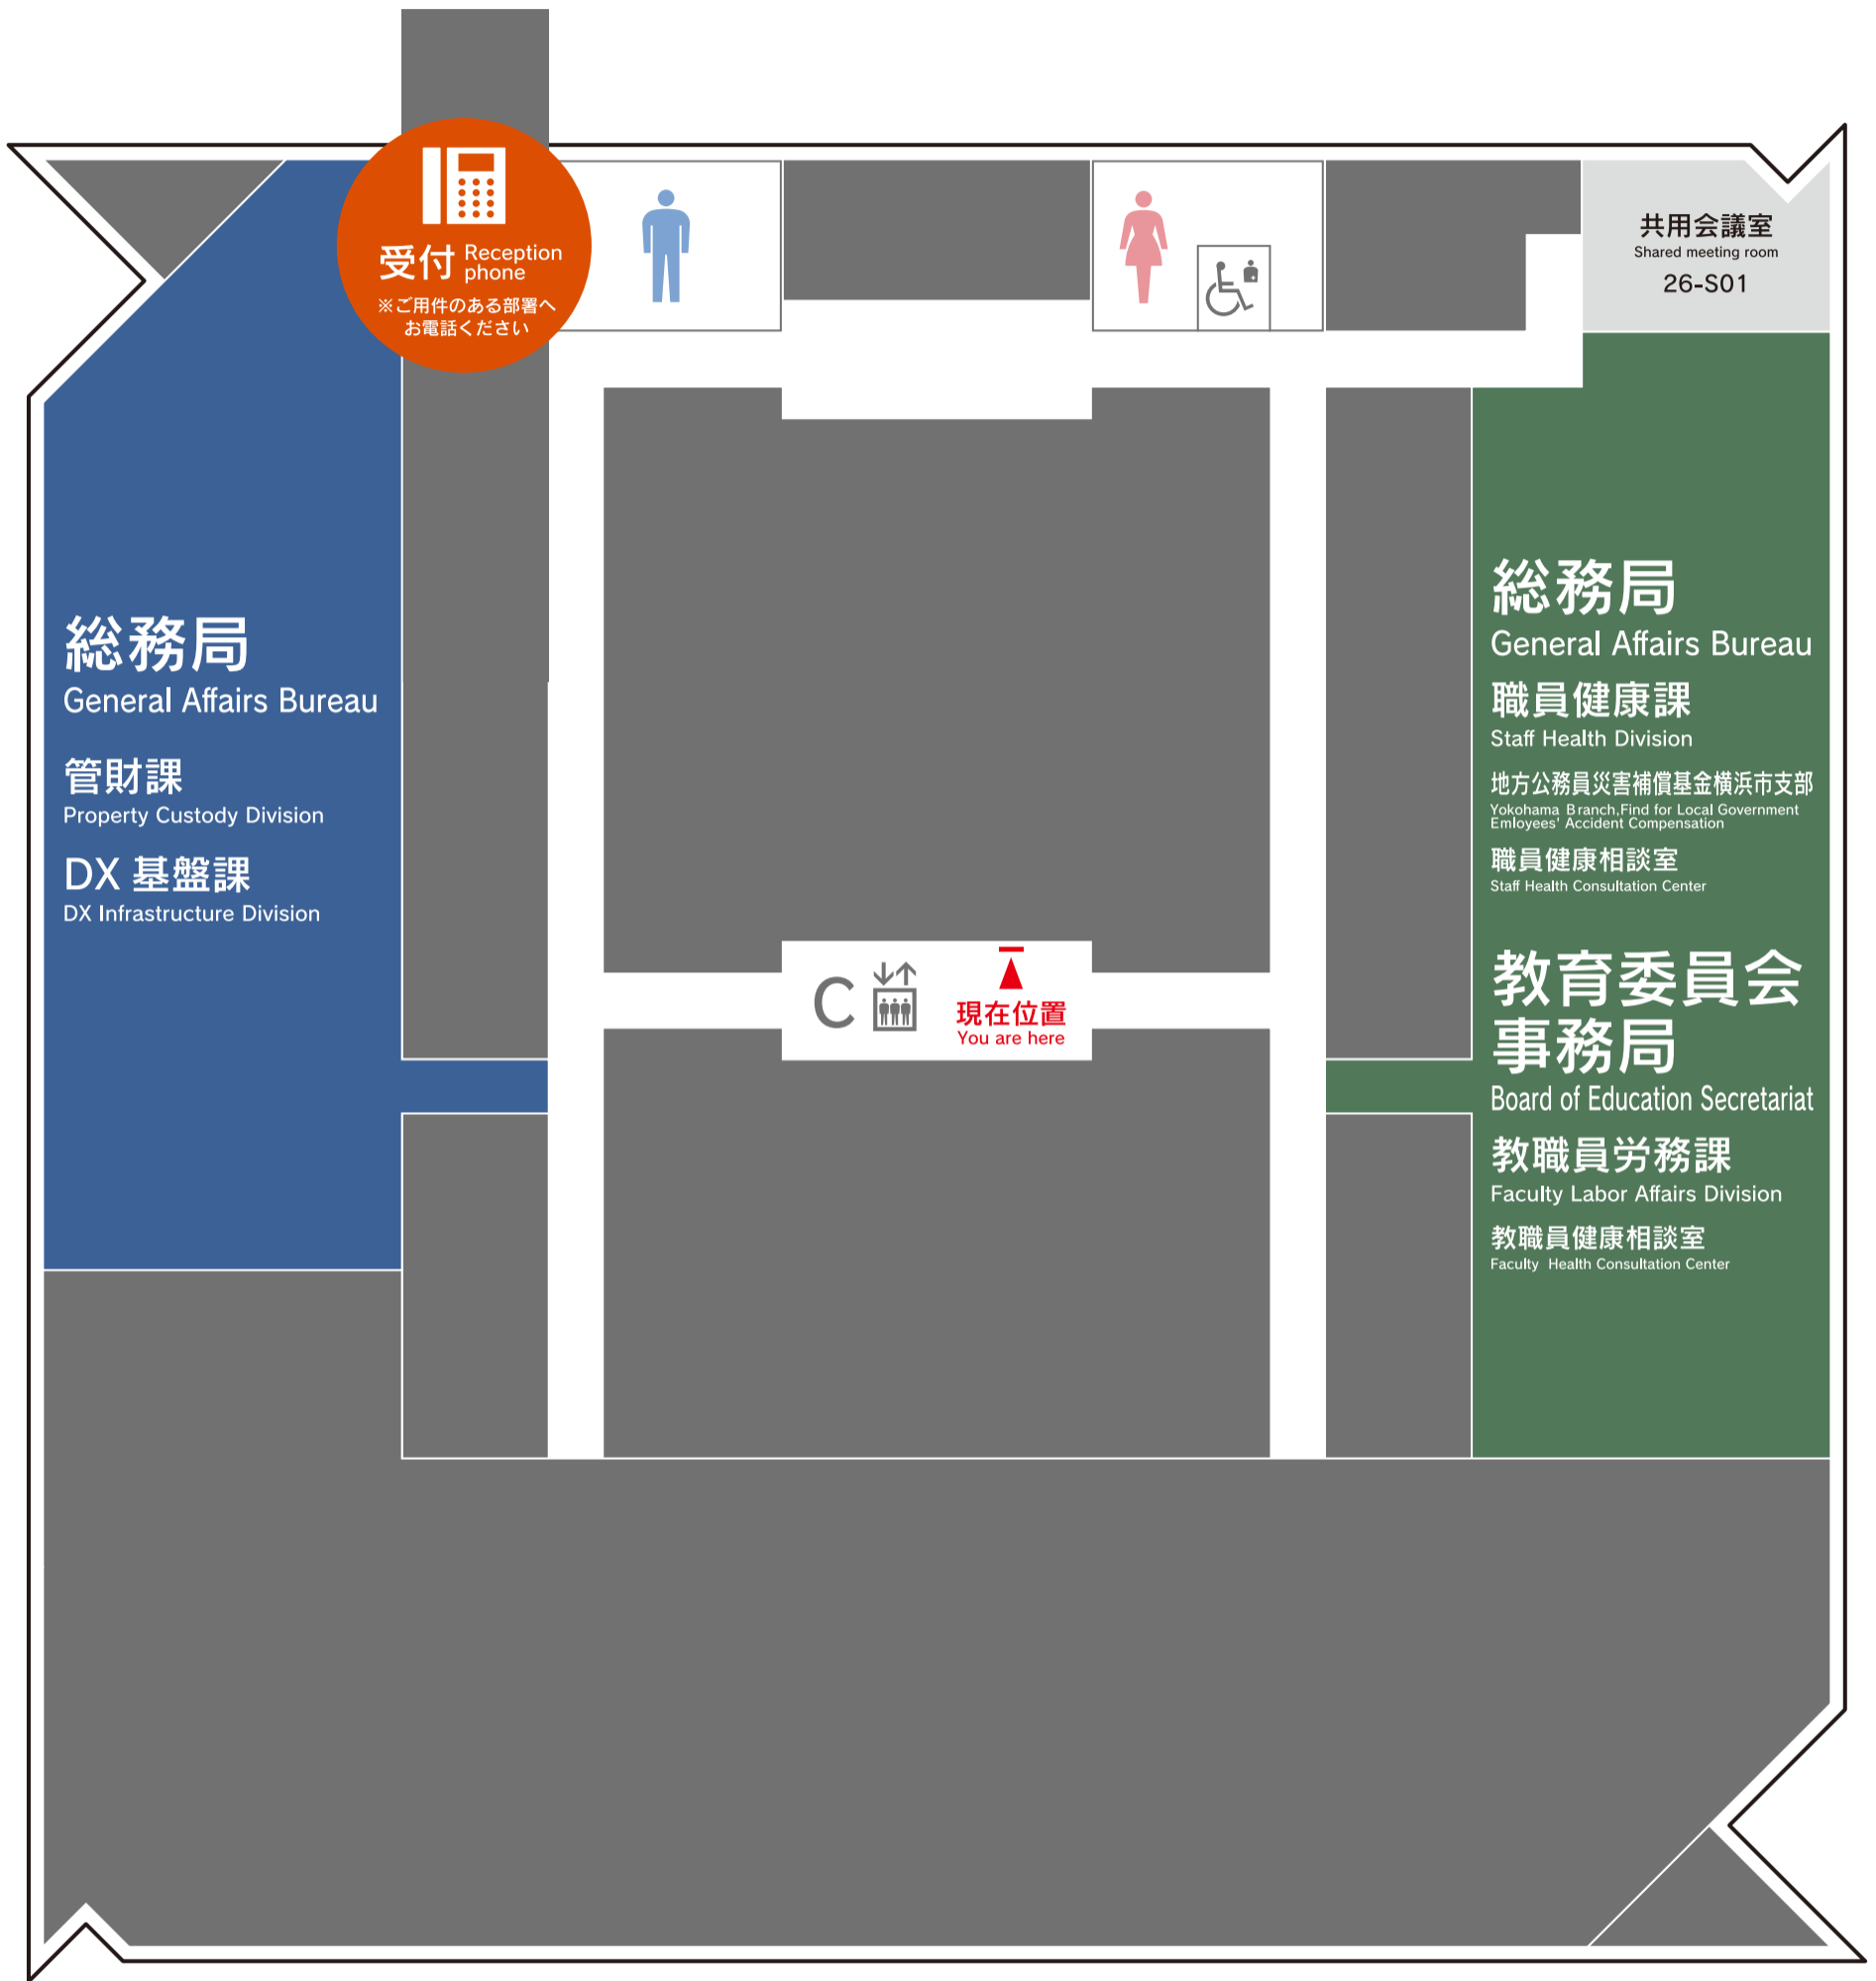 受付 Reception phone
※ご用件のある部署へ
お電話ください
共用会議室
Shared meeting room
26-S01
総務局
General Affairs Bureau
管財課
Property Custody Division
DX 基盤課
DX Infrastructure Division
C
現在位置
You are here
総務局
General Affairs Bureau
職員健康課
Staff Health Division
地方公務員災害補償基金横浜市支部
Yokohama Branch,Find for Local Government
Emloyees' Accident Compensation
職員健康相談室
Staff Health Consultation Center
教育委員会
事務局
Board of Education Secretariat
教職員労務課
Faculty Labor Affairs Division
教職員健康相談室
Faculty Health Consultation Center